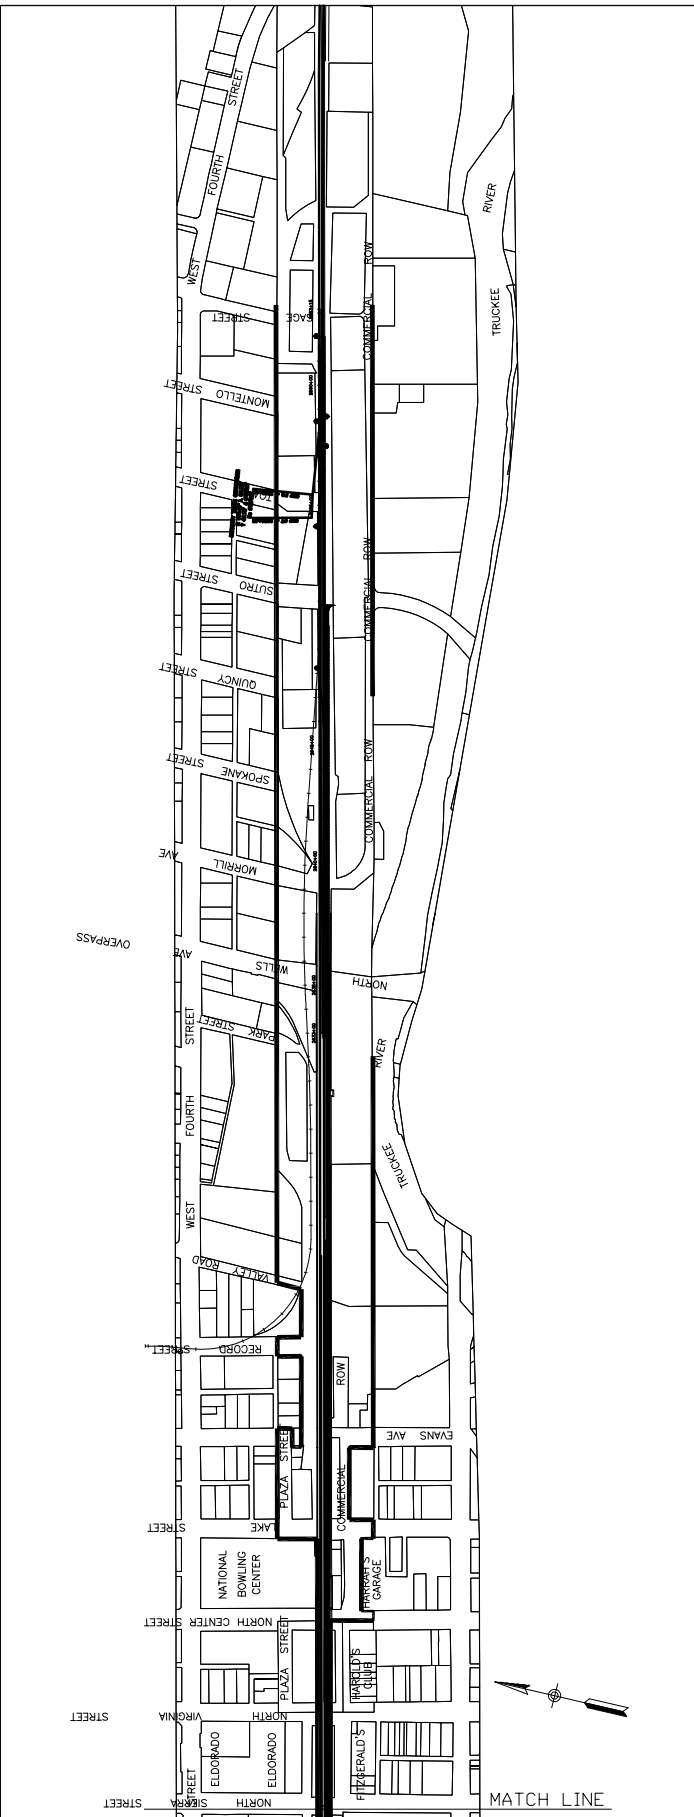 WEST FOURTH STREET
RIVER
TRUCKEE
COMMERCIAL ROW
STREET
MONTELLO STREET
STREET
SUTRO STREET
COMMERCIAL ROW
QUINCY STREET
SPOKANE STREET
COMMERCIAL ROW
MORRILL AVE
OVERPASS
WELLS AVE
NORTH
PARK STREET
WEST FOURTH STREET
TRUCKEE RIVER
VALLEY ROAD
RECORD STREET
COMMERCIAL ROW
EVANS AVE
PLAZA STREET
LAKE STREET
NATIONAL
BOWLING
CENTER
HARRAH'S
GARAGE
NORTH CENTER STREET
PLAZA STREET
HAROLD'S
CLUB
NORTH VIRGINIA STREET
ELDORADO
ELDORADO
FITZGERALD'S
STREET
NORTH SIERRA STREET
MATCH LINE